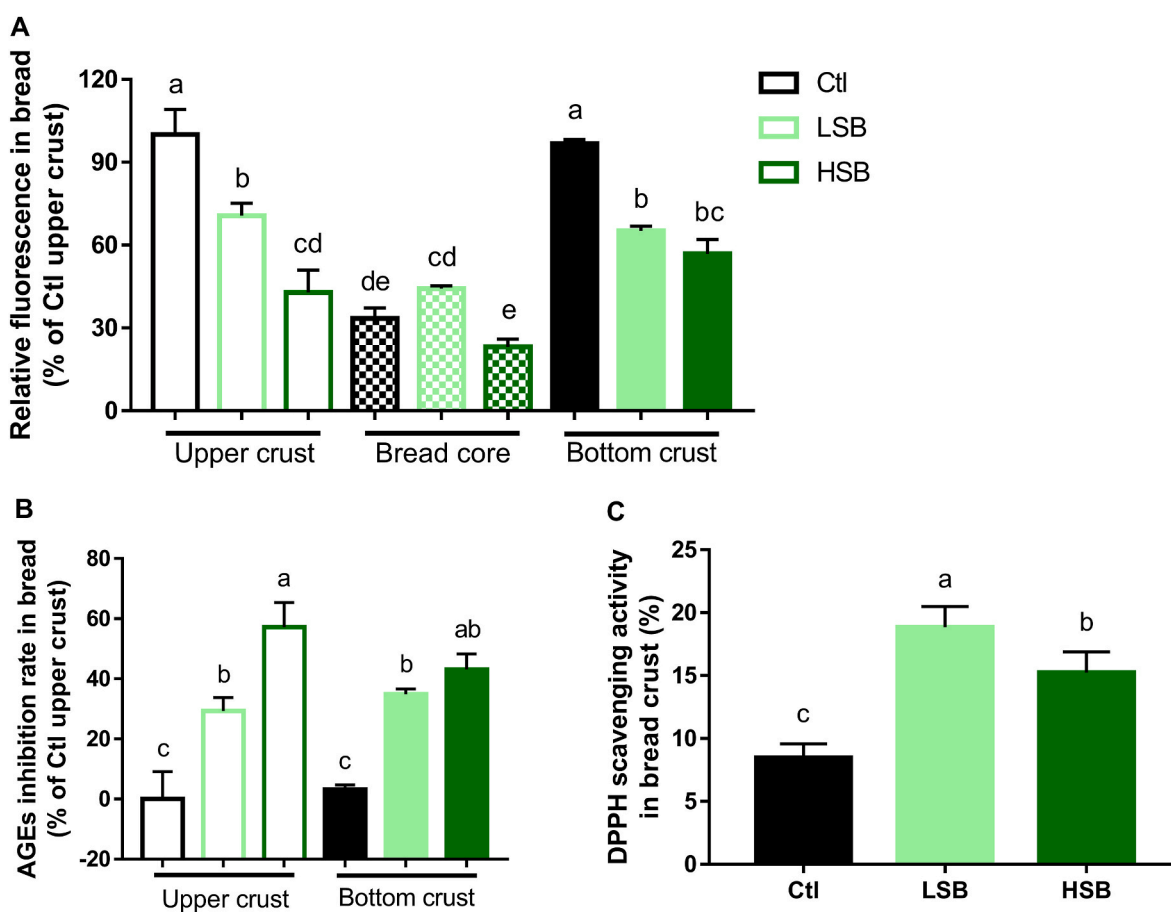 A
Relative fluorescence in bread
(% of Ctl upper crust)
120
90
60
30
0
a
b
cd
de
cd
e
a
b
bc
Upper crust
Bread core
Bottom crust
Ctl
LSB
HSB
B
AGEs inhibition rate in bread
(% of Ctl upper crust)
80
60
40
20
0
-20
c
b
a
c
b
ab
Upper crust
Bottom crust
C
DPPH scavenging activity
in bread crust (%)
25
20
15
10
5
0
c
a
b
Ctl
LSB
HSB